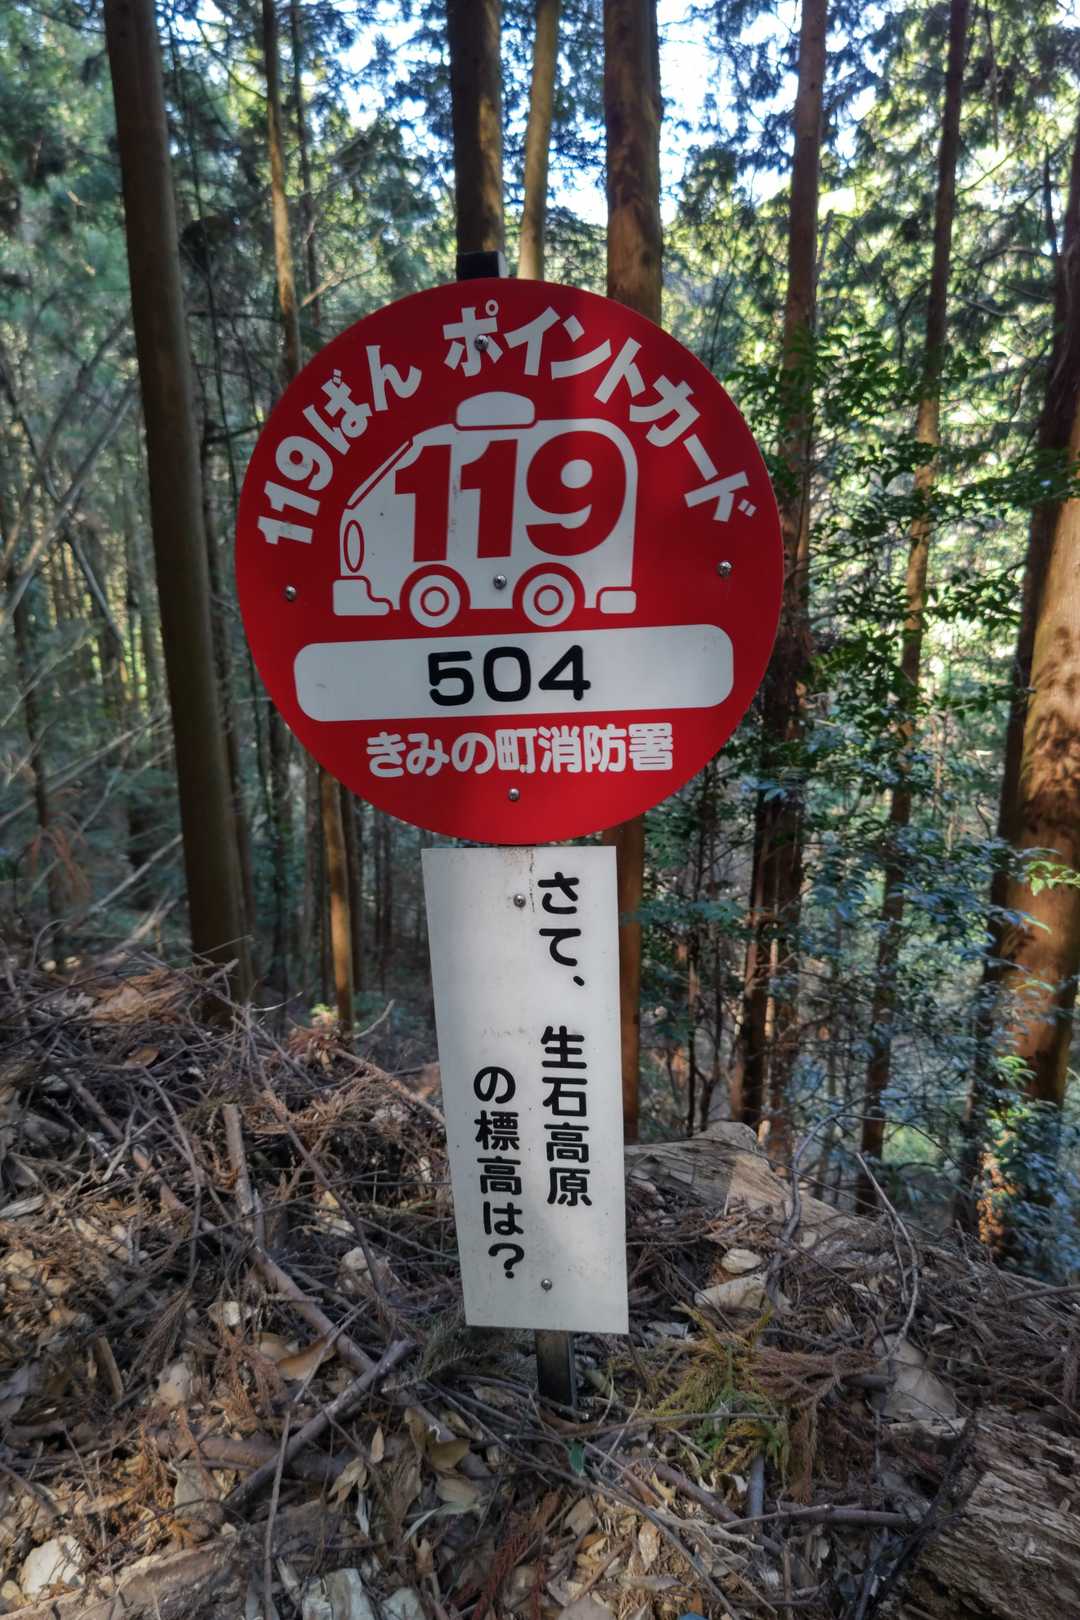 119ばん ポイントカード
119
504
きみの町消防署
さて、生石高原
の標高は?